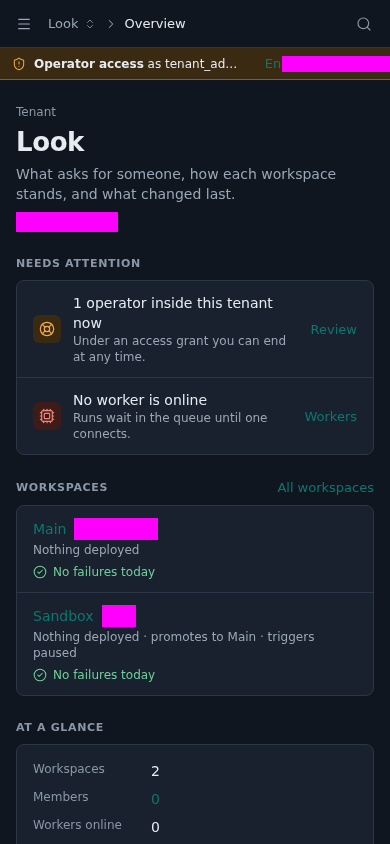 Look Overview
Operator access as tenant_ad…
Tenant
Look
What asks for someone, how each workspace
stands, and what changed last.
NEEDS ATTENTION
1 operator inside this tenant
now
Under an access grant you can end
at any time.
Review
No worker is online
Runs wait in the queue until one
connects.
Workers
WORKSPACES
All workspaces
Main
Nothing deployed
No failures today
Sandbox
Nothing deployed · promotes to Main · triggers
paused
No failures today
AT A GLANCE
Workspaces 2
Members 0
Workers online 0